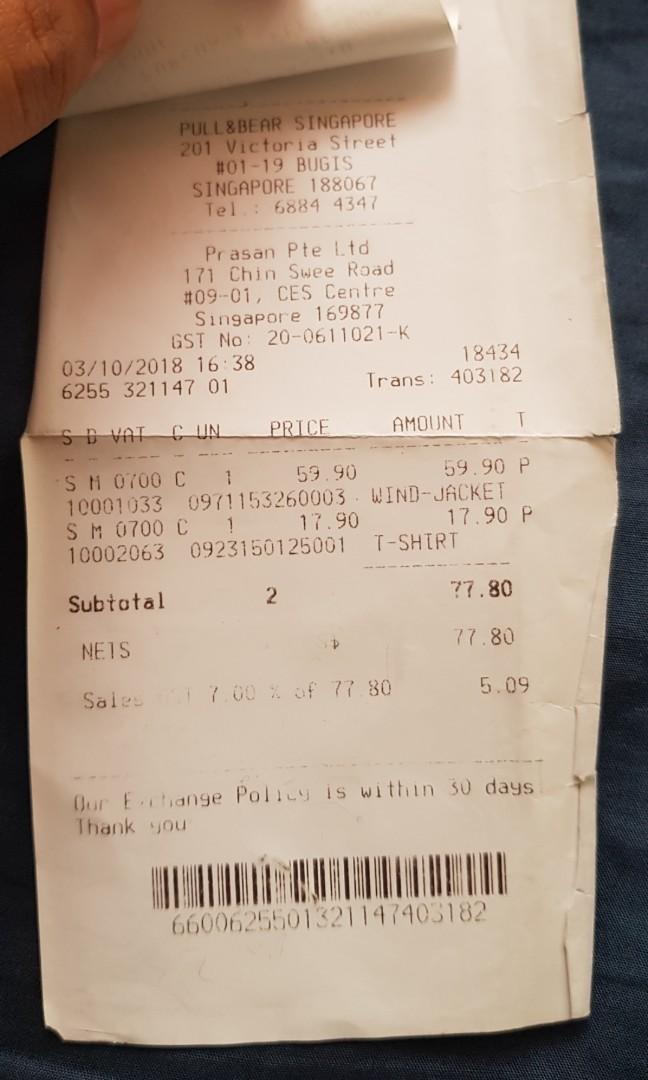 PULL&BEAR SINGAPORE
201 Victoria Street
#01-19 BUGIS
SINGAPORE 188067
Tel.: 6884 4347
Prasan Pte Ltd
171 Chin Swee Road
#09-01, CES Centre
Singapore 169877
GST No: 20-0611021-K
03/10/2018 16:38 18434
6255 321147 01 Trans: 403182
S D VAT C UN PRICE AMOUNT T
S M 0700 C 1 59.90 59.90 P
10001033 0971153260003 WIND-JACKET
S M 0700 C 1 17.90 17.90 P
10002063 0923150125001 T-SHIRT
Subtotal 2 77.80
NETS 77.80
Sales 7.00 % of 77.80 5.09
Our Exchange Policy is within 30 days
Thank you
6600625501321147403182